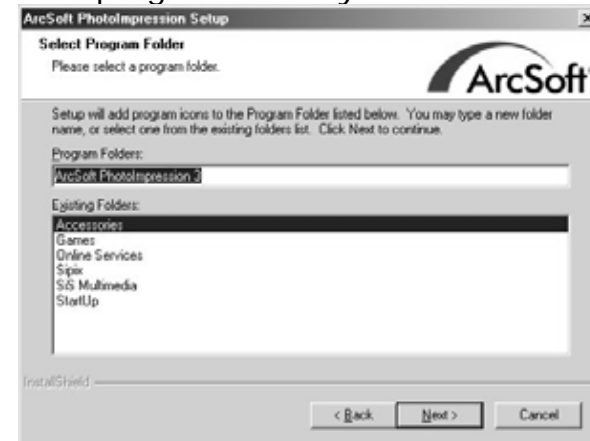 ArcSoft PhotoImpression Setup
Select Program Folder
Please select a program folder.
ArcSoft
Setup will add program icons to the Program Folder listed below. You may type a new folder
name, or select one from the existing folders list. Click Next to continue.
Program Folders:
ArcSoft PhotoImpression 3
Existing Folders:
Accessories
Games
Online Services
Sipix
SiS Multimedia
StartUp
InstallShield
< Back Next > Cancel